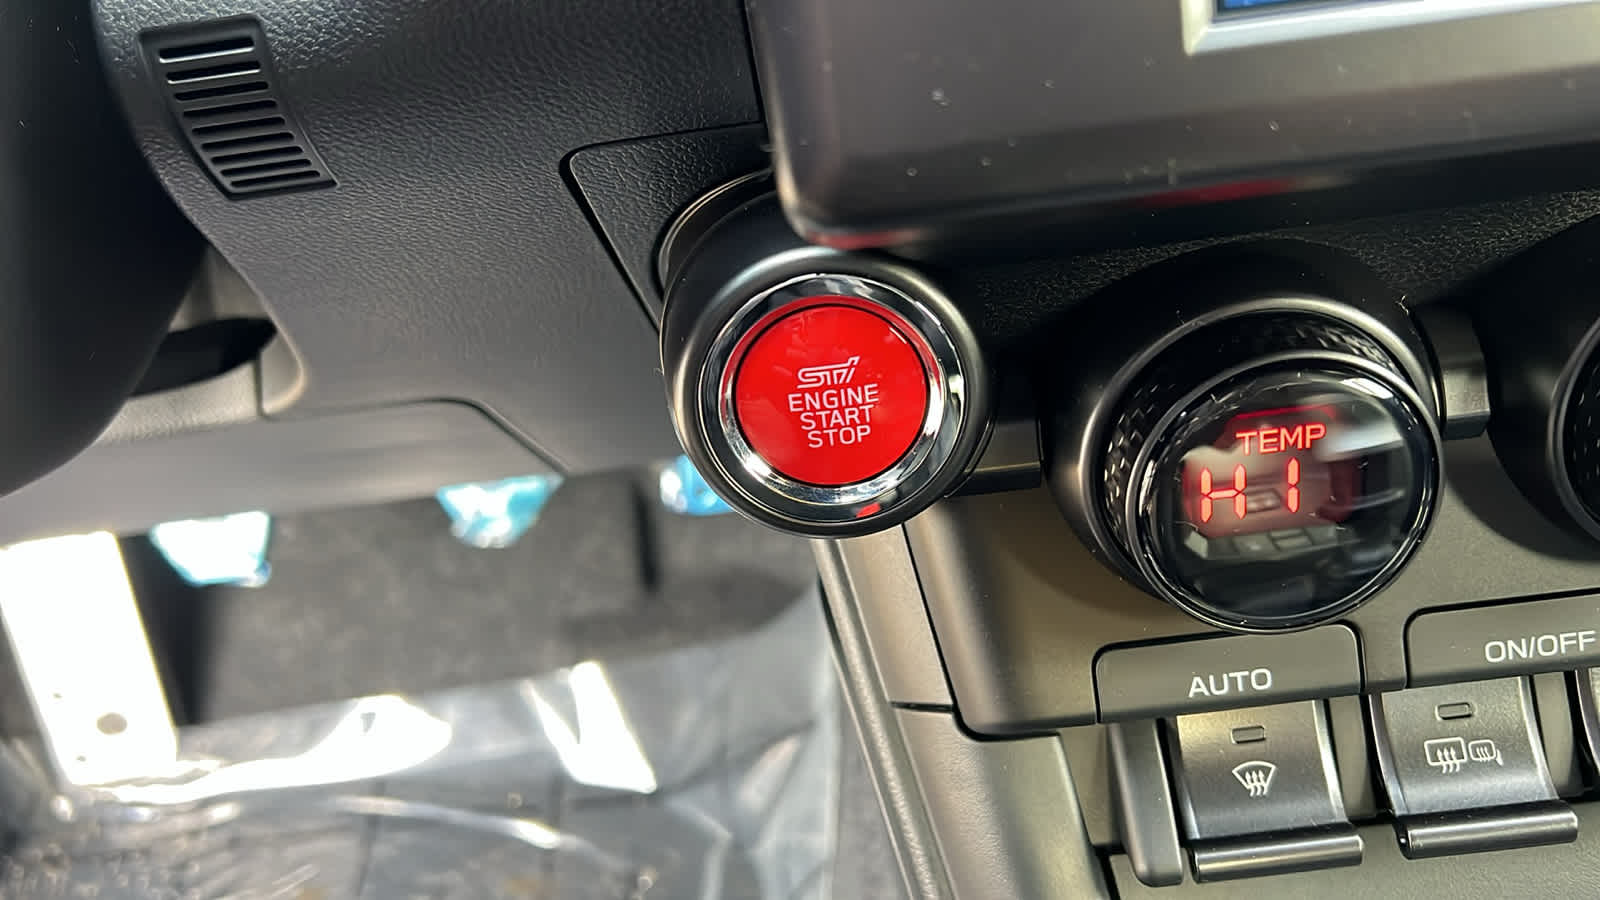 STI
ENGINE
START
STOP
TEMP
HI
AUTO
ON/OFF